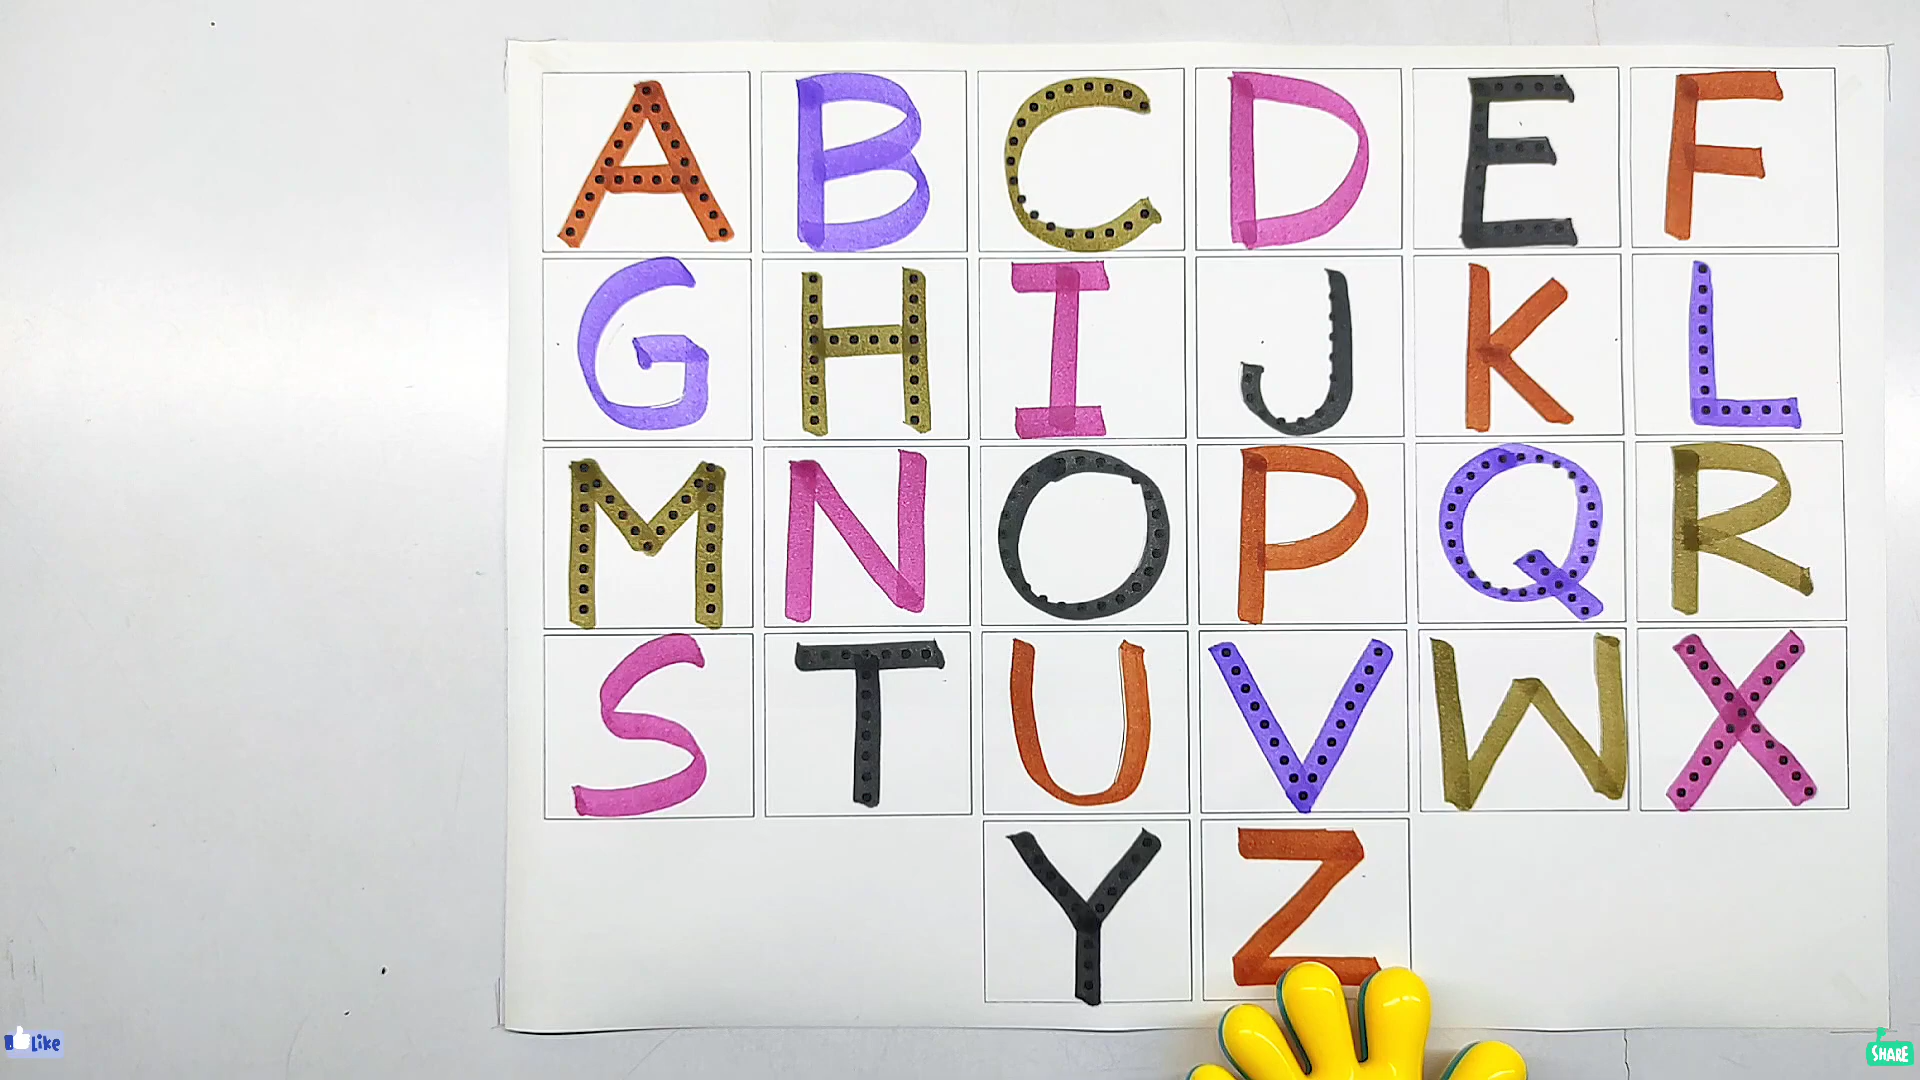 A B C D E F
G H I J K L
M N O P Q R
S T U V W X
Y Z
Like
SHARE